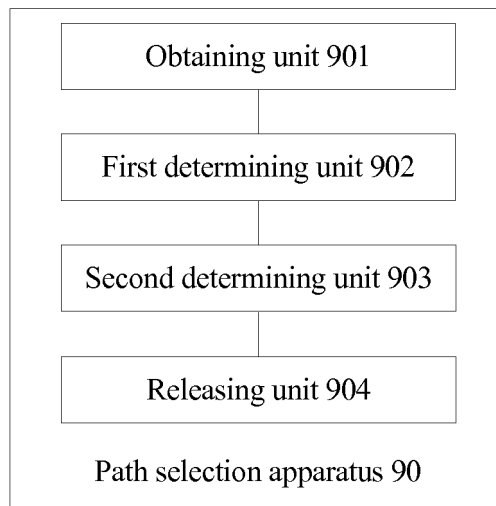 Obtaining unit 901
First determining unit 902
Second determining unit 903
Releasing unit 904
Path selection apparatus 90